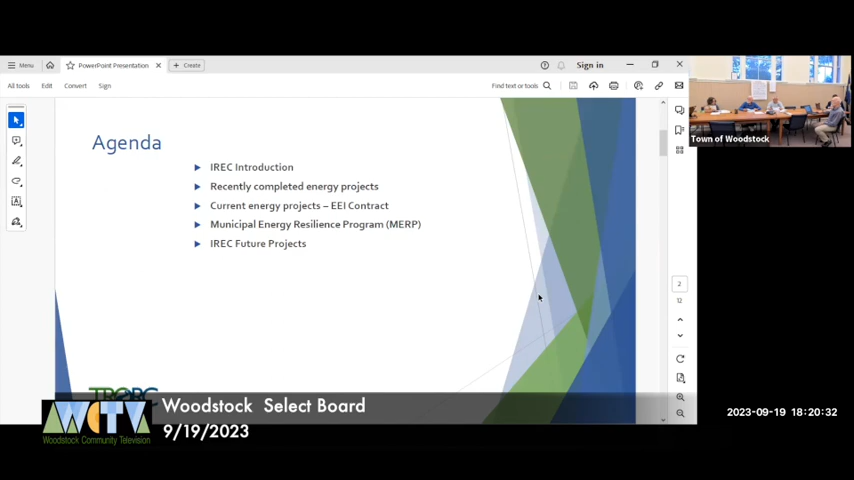 Menu
PowerPoint Presentation
Create
Sign in
All tools
Edit
Convert
Sign
Find text or tools
Town of Woodstock
Agenda
IREC Introduction
Recently completed energy projects
Current energy projects – EEI Contract
Municipal Energy Resilience Program (MERP)
IREC Future Projects
2
12
TRORC
WCTV
Woodstock Community Television
Woodstock Select Board
9/19/2023
2023-09-19 18:20:32